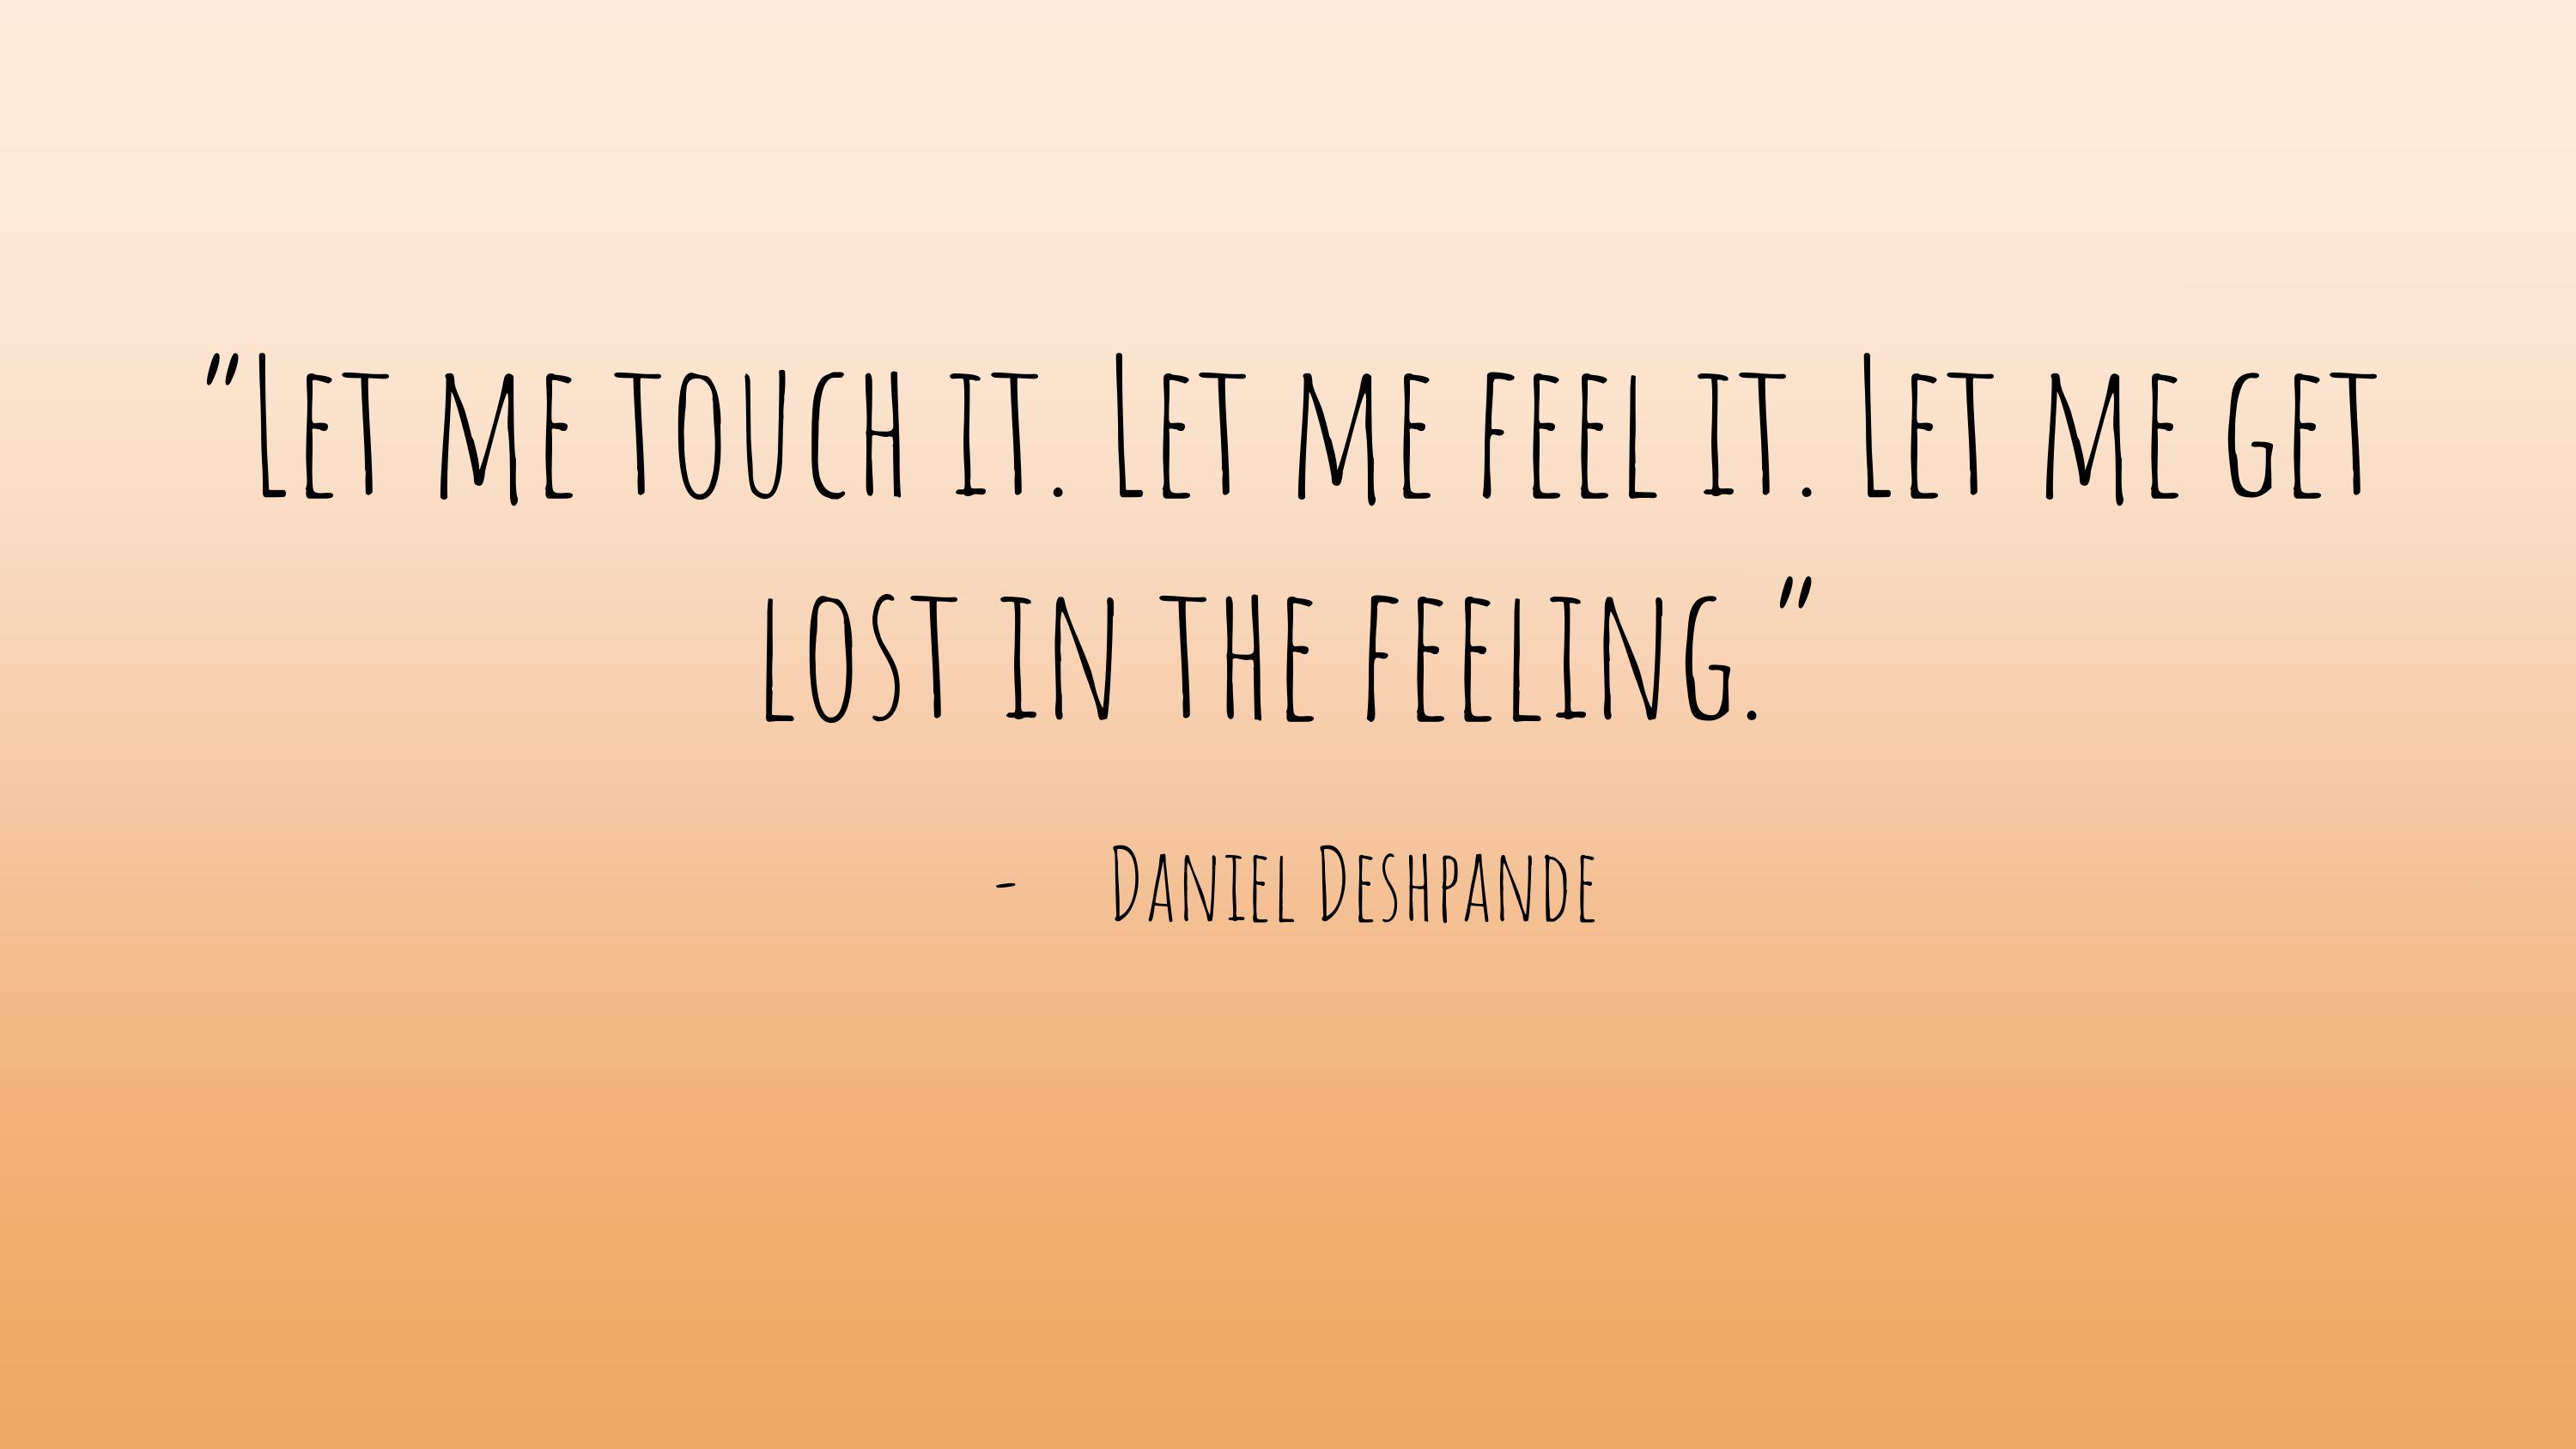 "Let me touch it. Let me feel it. Let me get
lost in the feeling."
- Daniel Deshpande